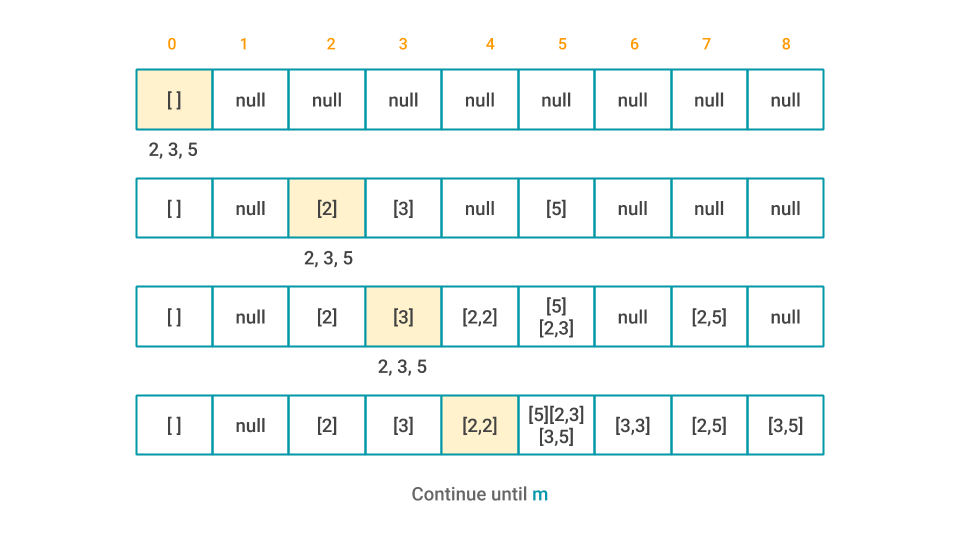 0 1 2 3 4 5 6 7 8
[ ] null null null null null null null null
2, 3, 5
[ ] null [2] [3] null [5] null null null
2, 3, 5
[ ] null [2] [3] [2,2] [5] null [2,5] null
[2,3]
2, 3, 5
[ ] null [2] [3] [2,2] [5][2,3] [3,3] [2,5] [3,5]
[3,5]
Continue until m